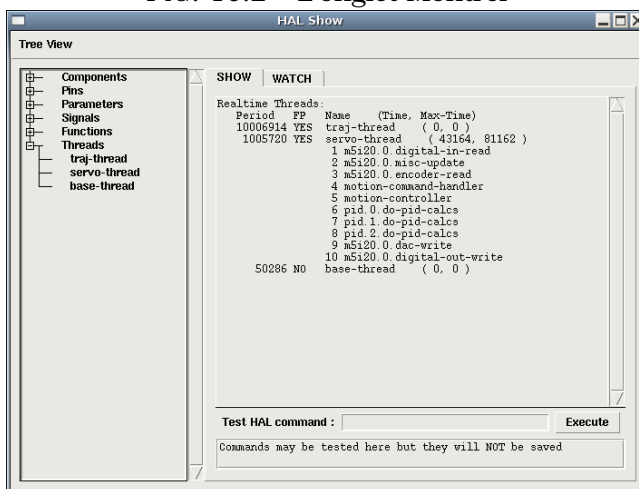 HAL Show
Tree View
Components
Pins
Parameters
Signals
Functions
Threads
traj-thread
servo-thread
base-thread
SHOW WATCH
Realtime Threads:
Period FP Name (Time, Max-Time)
10006914 YES traj-thread ( 0, 0 )
1005720 YES servo-thread ( 43164, 81162 )
1 m5i20.0.digital-in-read
2 m5i20.0.misc-update
3 m5i20.0.encoder-read
4 motion-command-handler
5 motion-controller
6 pid.0.do-pid-calcs
7 pid.1.do-pid-calcs
8 pid.2.do-pid-calcs
9 m5i20.0.dac-write
10 m5i20.0.digital-out-write
50286 NO base-thread ( 0, 0 )
Test HAL command : Execute
Commands may be tested here but they will NOT be saved